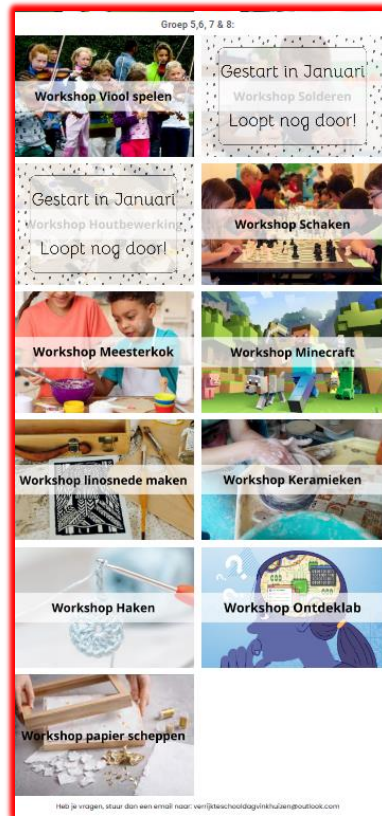 Groep 5,6, 7 & 8:
Workshop Viool spelen
Gestart in Januari
Workshop Solderen
Loopt nog door!
Gestart in Januari
Workshop Houtbewerking
Loopt nog door!
Workshop Schaken
Workshop Meesterkok
Workshop Minecraft
Workshop linosnede maken
Workshop Keramieken
Workshop Haken
Workshop Ontdeklab
Workshop papier scheppen
Heb je vragen, stuur dan een email naar: verrijkteschooldagvinkhuizen@outlook.com